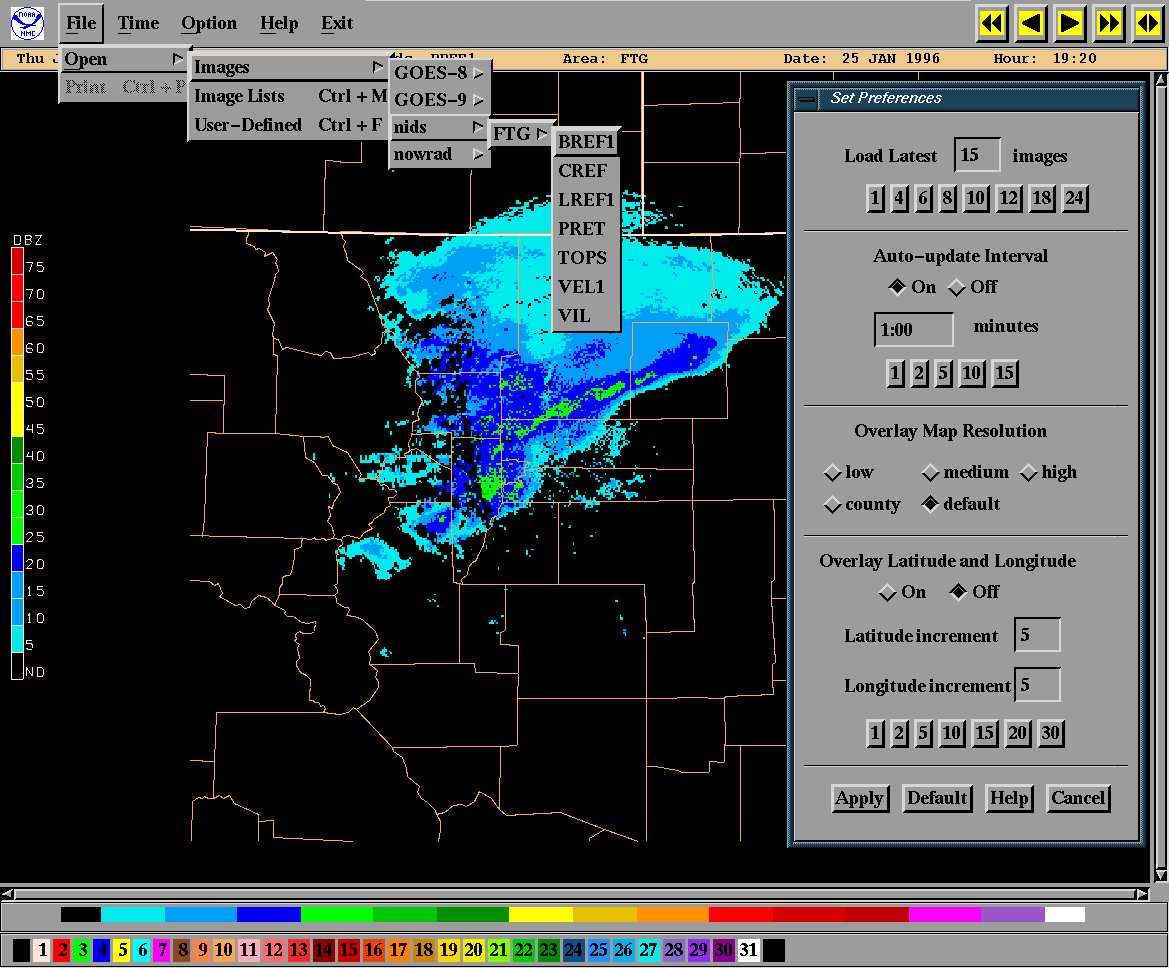 NOAA
NMC
File Time Option Help Exit
Thu BREF1 Area: FTG Date: 25 JAN 1996 Hour: 19:20
Open
Print Ctrl + P
Images
Image Lists Ctrl + M
User-Defined Ctrl + F
GOES-8
GOES-9
nids
nowrad
FTG
BREF1
CREF
LREF1
PRET
TOPS
VEL1
VIL
DBZ
75
70
65
60
55
50
45
40
35
30
25
20
15
10
5
ND
Set Preferences
Load Latest 15 images
1 4 6 8 10 12 18 24
Auto-update Interval
On Off
1:00 minutes
1 2 5 10 15
Overlay Map Resolution
low medium high
county default
Overlay Latitude and Longitude
On Off
Latitude increment 5
Longitude increment 5
1 2 5 10 15 20 30
Apply Default Help Cancel
1 2 3 4 5 6 7 8 9 10 11 12 13 14 15 16 17 18 19 20 21 22 23 24 25 26 27 28 29 30 31